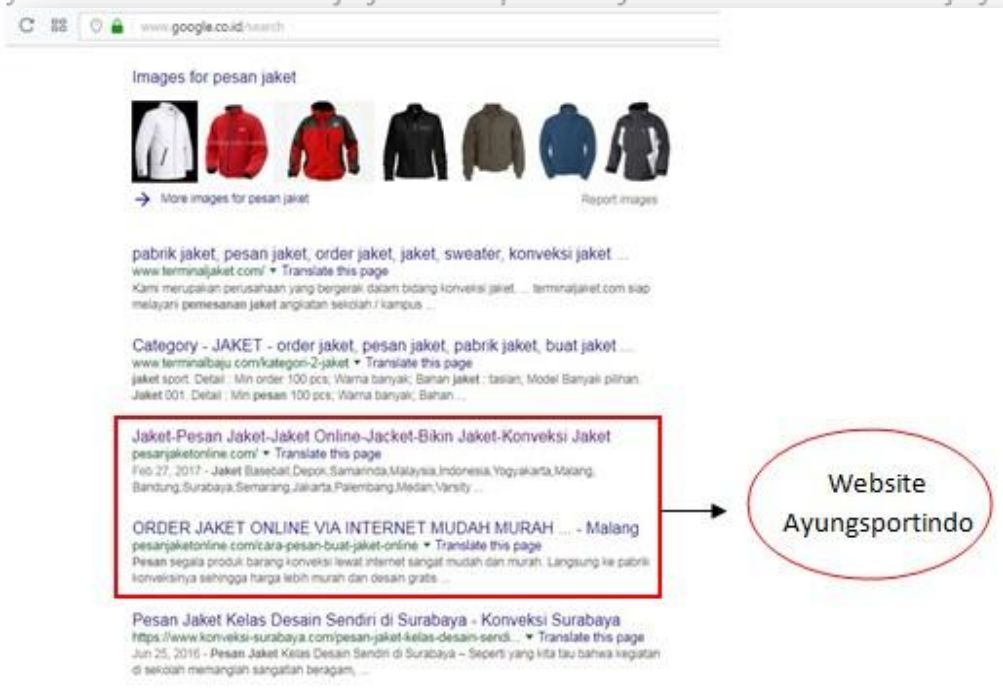 www.google.co.id/search
Images for pesan jaket
More images for pesan jaket
Report images
pabrik jaket, pesan jaket, order jaket, jaket, sweater, konveksi jaket ...
www.terminaljaket.com/ ▼ Translate this page
Kami merupakan perusahaan yang bergerak dalam bidang konveksi jaket. ... terminaljaket.com siap
melayani pemesanan jaket angkatan sekolah / kampus ...
Category - JAKET - order jaket, pesan jaket, pabrik jaket, buat jaket ...
www.terminalbaju.com/kategori-2-jaket ▼ Translate this page
jaket sport. Detail : Min order 100 pcs; Warna banyak; Bahan jaket : taslan; Model Banyak pilihan.
Jaket 001. Detail : Min pesan 100 pcs; Warna banyak; Bahan ...
Jaket-Pesan Jaket-Jaket Online-Jacket-Bikin Jaket-Konveksi Jaket
pesanjaketonline.com/ ▼ Translate this page
Feb 27, 2017 - Jaket Baseball,Depok,Samarinda,Malaysia,Indonesia,Yogyakarta,Malang,
Bandung,Surabaya,Semarang,Jakarta,Palembang,Medan,Varsity ...
ORDER JAKET ONLINE VIA INTERNET MUDAH MURAH ... - Malang
pesanjaketonline.com/cara-pesan-buat-jaket-online ▼ Translate this page
Pesan segala produk barang konveksi lewat internet sangat mudah dan murah. Langsung ke pabrik
konveksinya sehingga harga lebih murah dan desain gratis ...
Website
Ayungsportindo
Pesan Jaket Kelas Desain Sendiri di Surabaya - Konveksi Surabaya
https://www.konveksi-surabaya.com/pesan-jaket-kelas-desain-sendi... ▼ Translate this page
Jun 25, 2016 - Pesan Jaket Kelas Desain Sendiri di Surabaya – Seperti yang kita tau bahwa kegiatan
di sekolah memanglah sangatlah beragam, ...